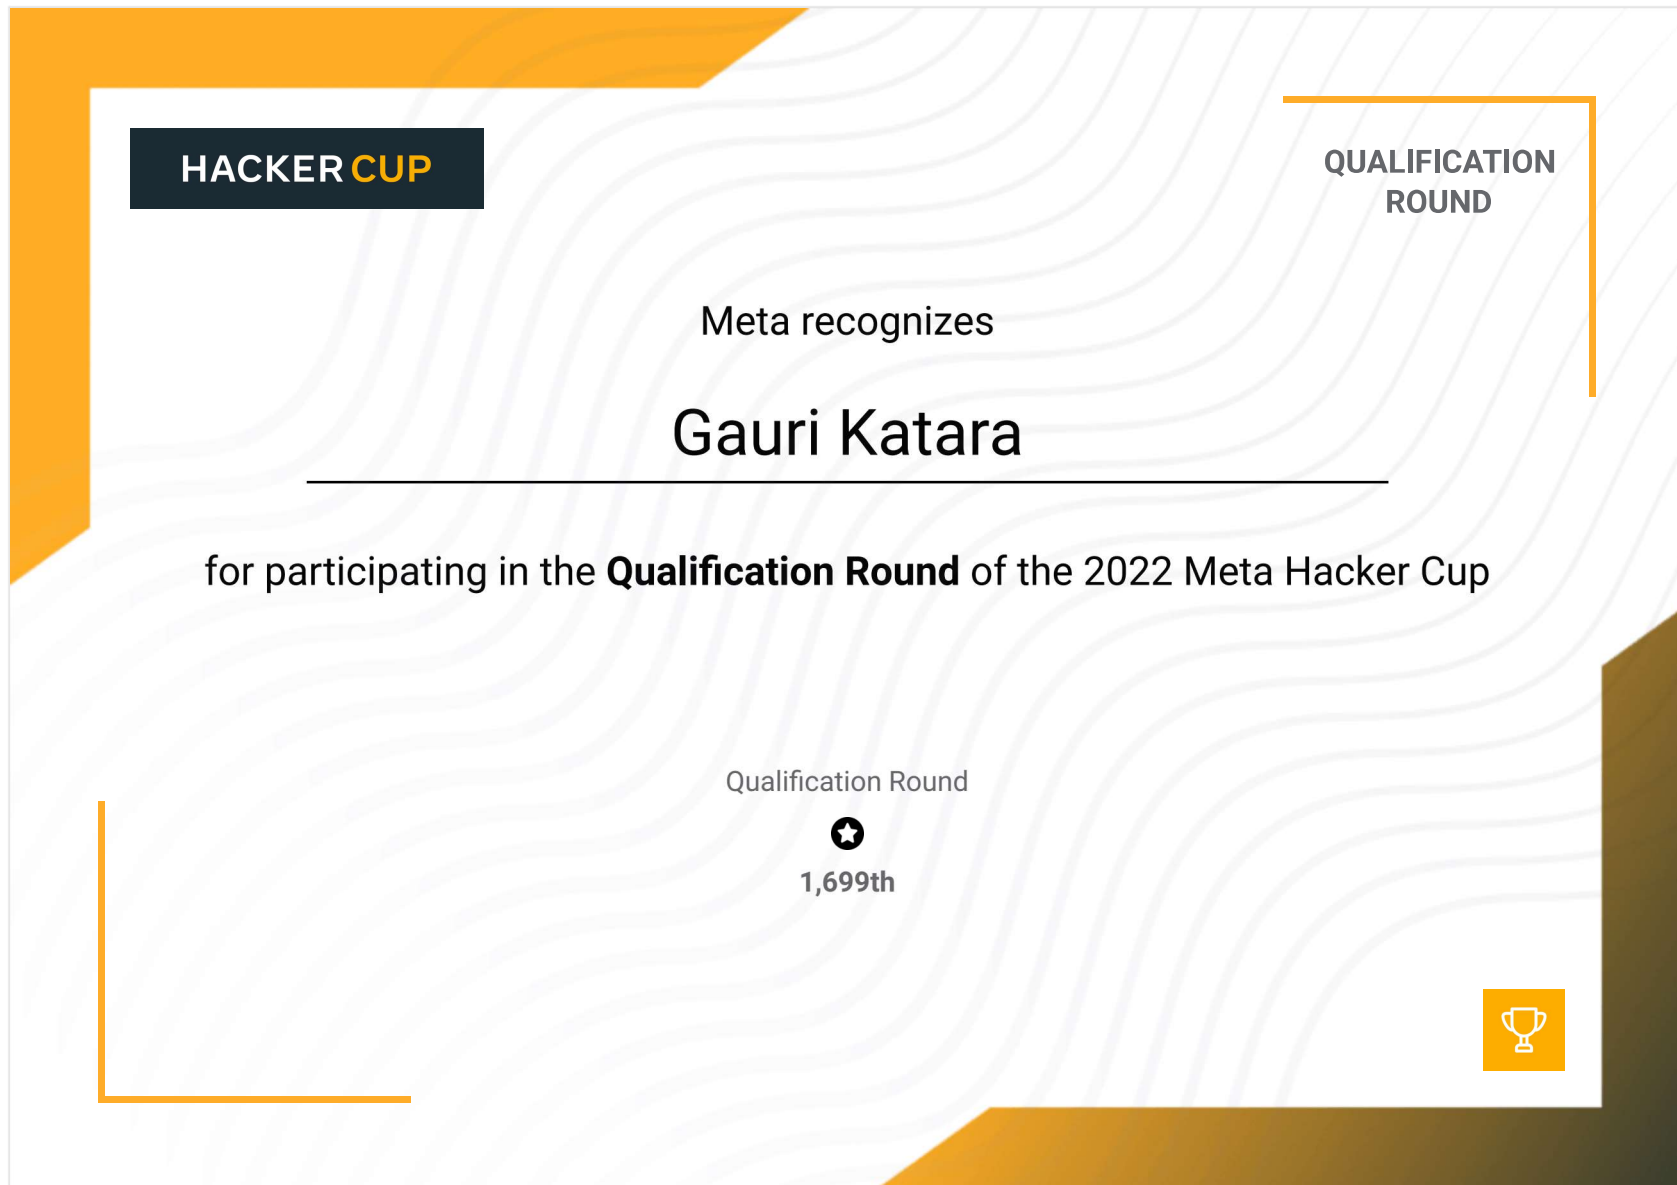 HACKER CUP
QUALIFICATION
ROUND
Meta recognizes
Gauri Katara
for participating in the Qualification Round of the 2022 Meta Hacker Cup
Qualification Round
1,699th